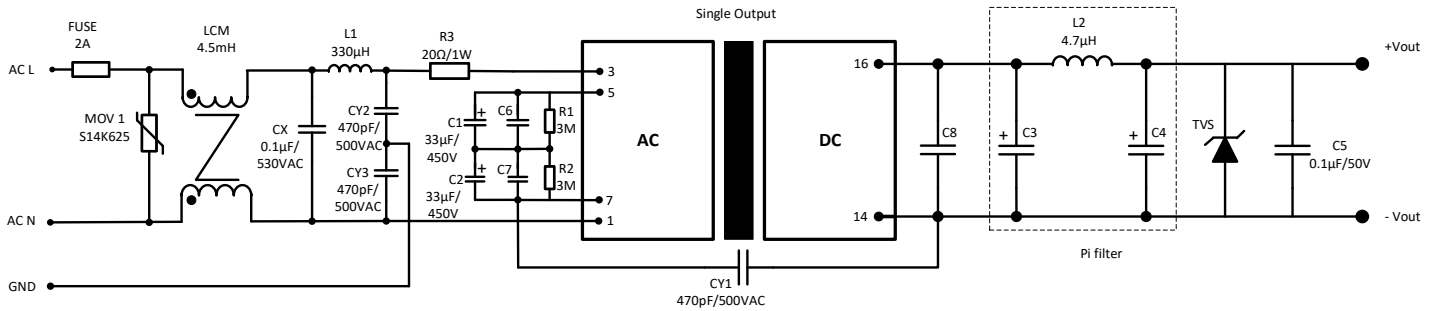 Single Output
FUSE
2A
LCM
4.5mH
L1
330µH
R3
20Ω/1W
L2
4.7µH
AC L
3
16
+Vout
5
MOV 1
S14K625
CX
0.1µF/
530VAC
CY2
470pF/
500VAC
CY3
470pF/
500VAC
C1
+
33µF/
450V
C6
R1
3M
C2
+
33µF/
450V
C7
R2
3M
AC
DC
C8
+
C3
+
C4
TVS
C5
0.1µF/50V
7
AC N
1
14
- Vout
Pi filter
GND
CY1
470pF/500VAC